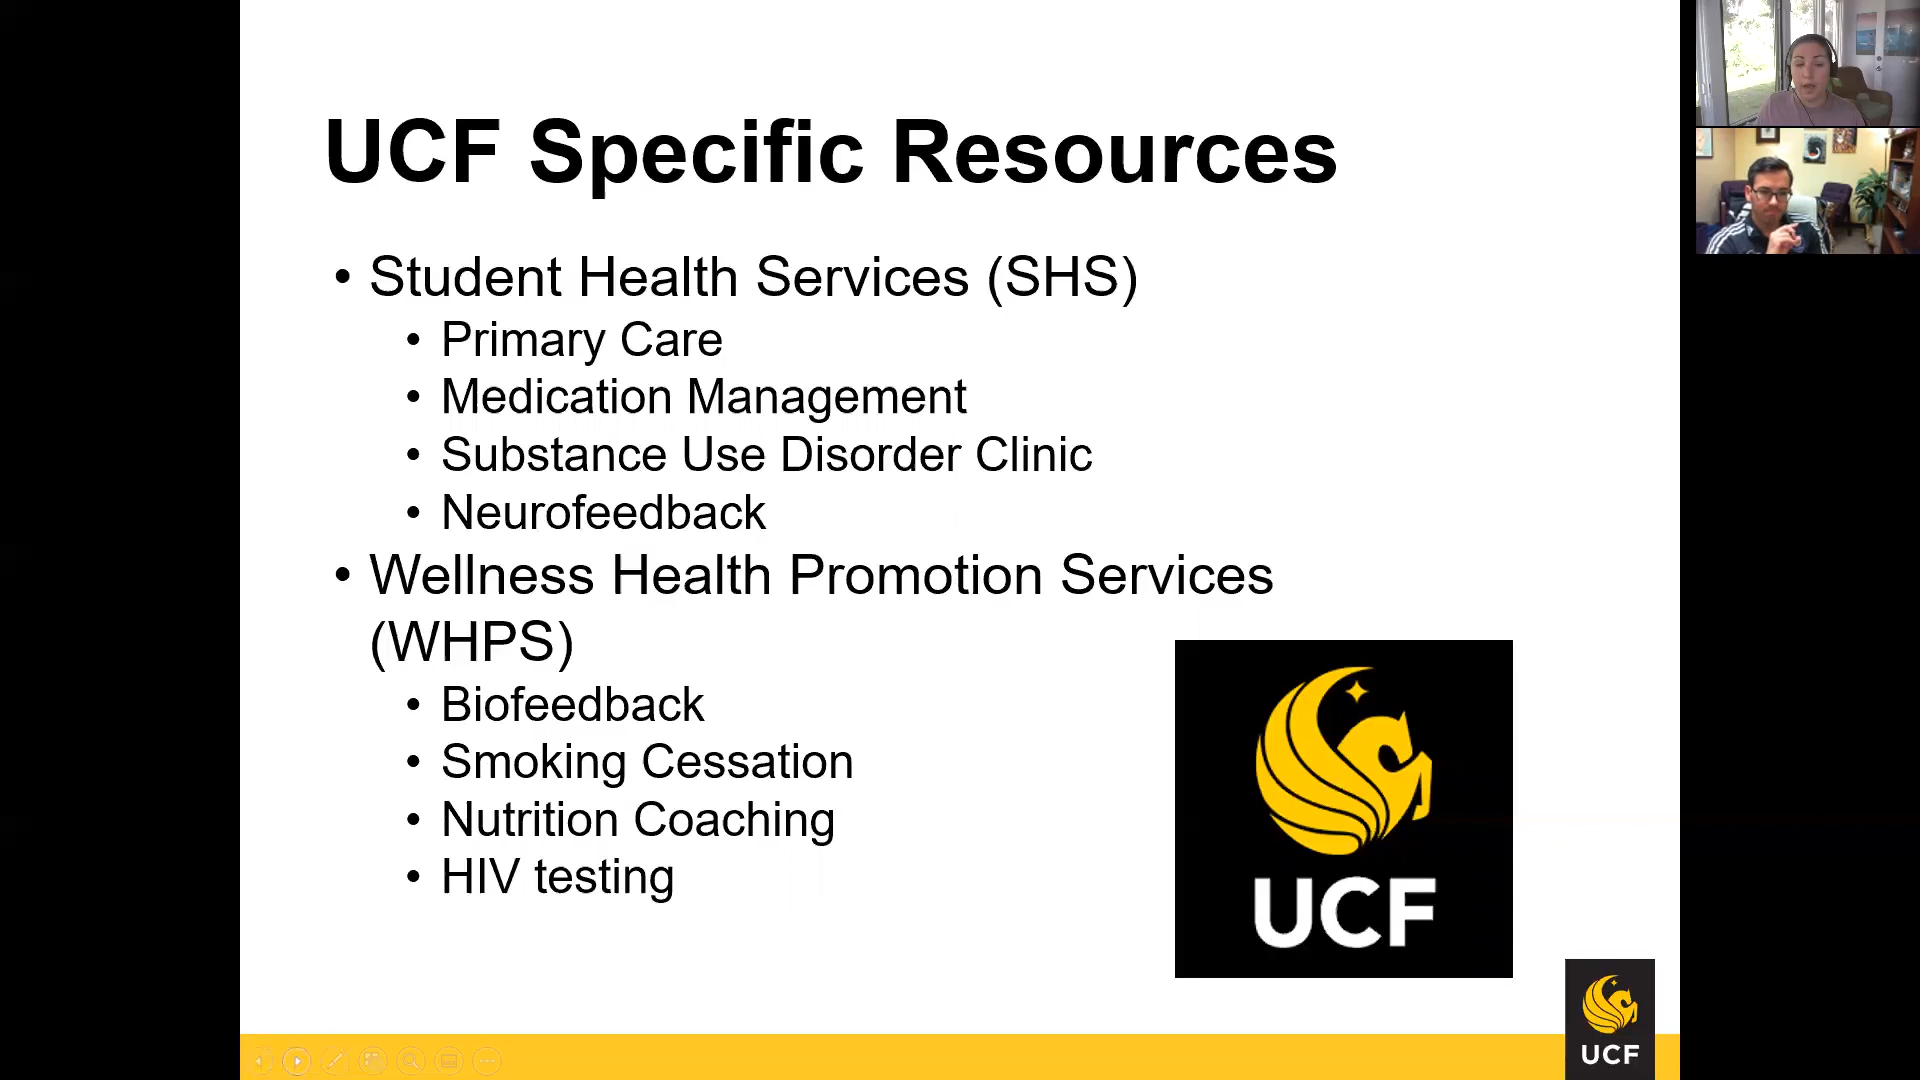 UCF Specific Resources
• Student Health Services (SHS)
• Primary Care
• Medication Management
• Substance Use Disorder Clinic
• Neurofeedback
• Wellness Health Promotion Services
(WHPS)
• Biofeedback
• Smoking Cessation
• Nutrition Coaching
• HIV testing
UCF
UCF